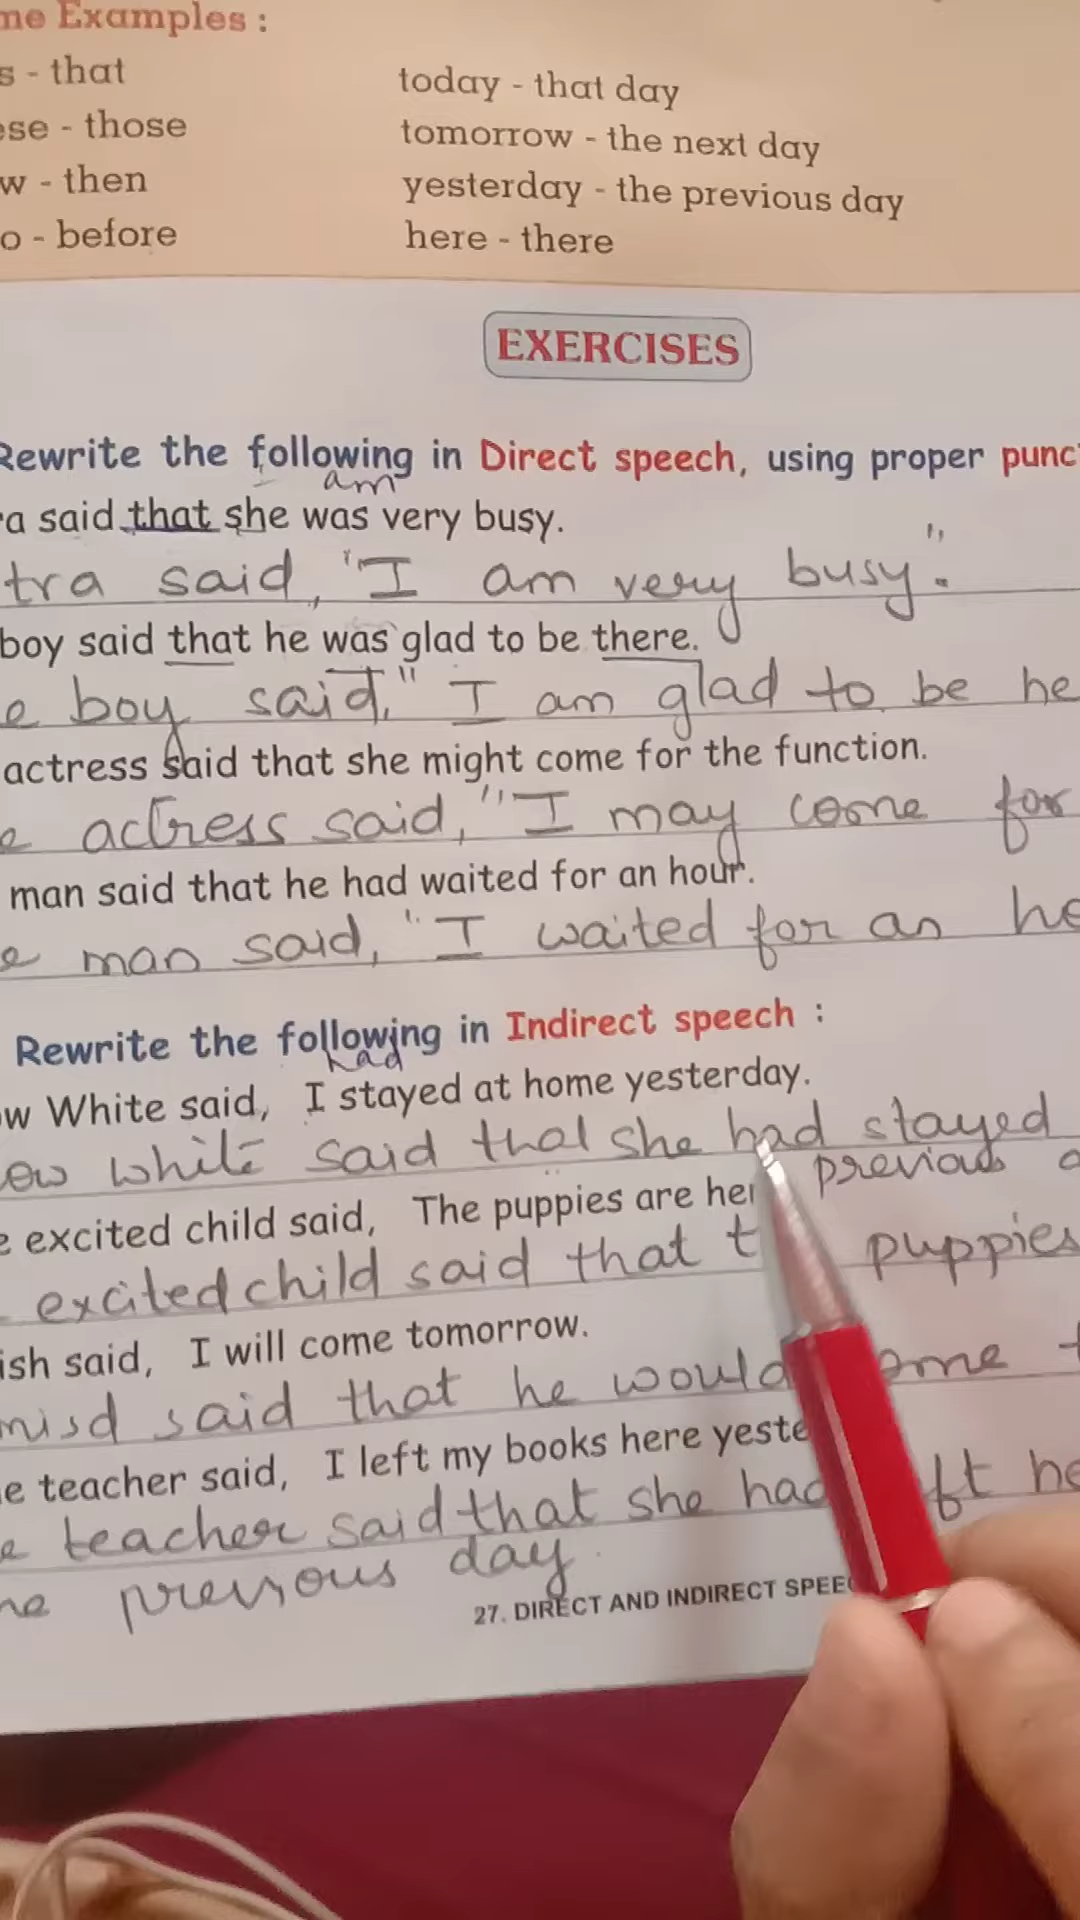 me Examples :
s - that today - that day
ese - those tomorrow - the next day
w - then yesterday - the previous day
o - before here - there
EXERCISES
Rewrite the following in Direct speech, using proper punc
am
ra said that she was very busy.
tra said, "I am very busy."
boy said that he was glad to be there.
e boy said, "I am glad to be he
actress said that she might come for the function.
e actress said, "I may come for
man said that he had waited for an hour.
e man said, "I waited for an ho
Rewrite the following in Indirect speech :
had
ow White said, I stayed at home yesterday.
ow white said that she had stayed
previous
e excited child said, The puppies are her
excited child said that t puppies
ish said, I will come tomorrow.
said that he would ome t
e teacher said, I left my books here yeste
e teacher said that she had ft he
he previous day.
27. DIRECT AND INDIRECT SPEEC